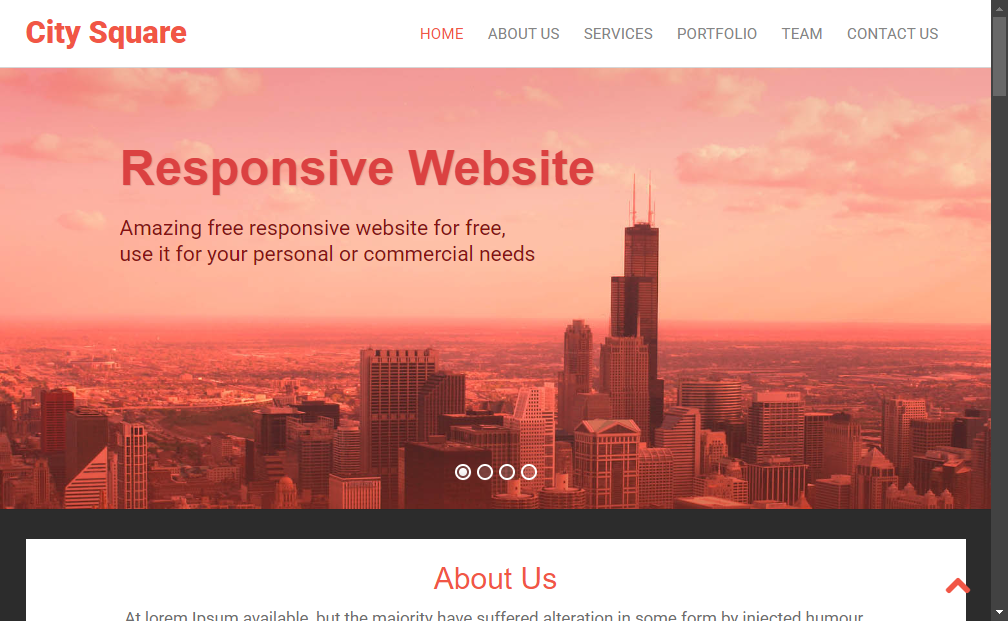 City Square
HOME ABOUT US SERVICES PORTFOLIO TEAM CONTACT US
Responsive Website
Amazing free responsive website for free,
use it for your personal or commercial needs
About Us
At lorem Ipsum available, but the majority have suffered alteration in some form by injected humour,